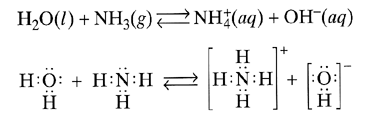 H₂O(l) + NH₃(g) ⇌ NH₄⁺(aq) + OH⁻(aq)
H:Ö: + H:N̈:H ⇌ [H:N̈:H]⁺ + [:Ö:]⁻
H H H H H